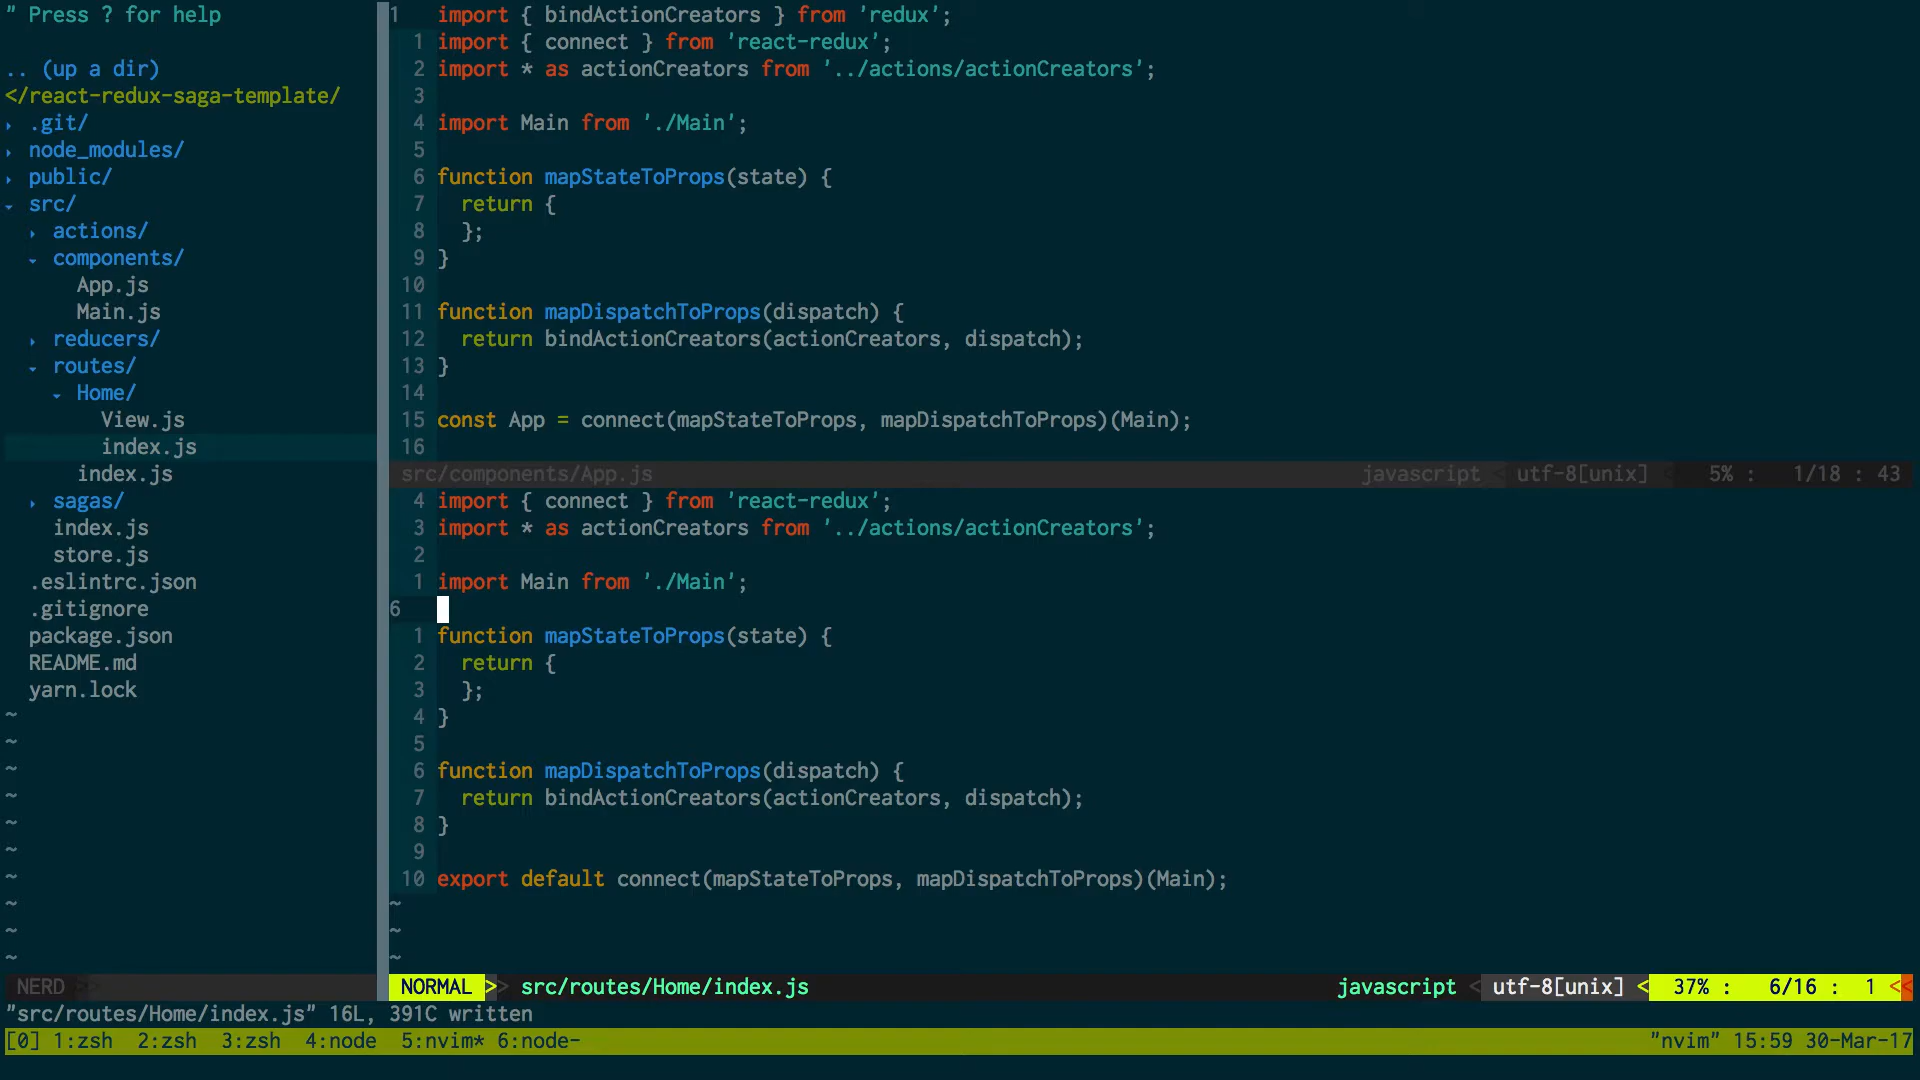 " Press ? for help
.. (up a dir)
</react-redux-saga-template/
▸ .git/
▸ node_modules/
▸ public/
▾ src/
▸ actions/
▾ components/
App.js
Main.js
▸ reducers/
▾ routes/
▾ Home/
View.js
index.js
index.js
▸ sagas/
index.js
store.js
.eslintrc.json
.gitignore
package.json
README.md
yarn.lock
~
~
~
~
~
~
~
~
~
~
NERD
1 import { bindActionCreators } from 'redux';
1 import { connect } from 'react-redux';
2 import * as actionCreators from '../actions/actionCreators';
3
4 import Main from './Main';
5
6 function mapStateToProps(state) {
7 return {
8 };
9 }
10
11 function mapDispatchToProps(dispatch) {
12 return bindActionCreators(actionCreators, dispatch);
13 }
14
15 const App = connect(mapStateToProps, mapDispatchToProps)(Main);
16
src/components/App.js javascript < utf-8[unix] < 5% : 1/18 : 43
4 import { connect } from 'react-redux';
3 import * as actionCreators from '../actions/actionCreators';
2
1 import Main from './Main';
6
1 function mapStateToProps(state) {
2 return {
3 };
4 }
5
6 function mapDispatchToProps(dispatch) {
7 return bindActionCreators(actionCreators, dispatch);
8 }
9
10 export default connect(mapStateToProps, mapDispatchToProps)(Main);
~
~
~
NORMAL >> src/routes/Home/index.js javascript < utf-8[unix] < 37% : 6/16 : 1 <<
"src/routes/Home/index.js" 16L, 391C written
[0] 1:zsh 2:zsh 3:zsh 4:node 5:nvim* 6:node- "nvim" 15:59 30-Mar-17